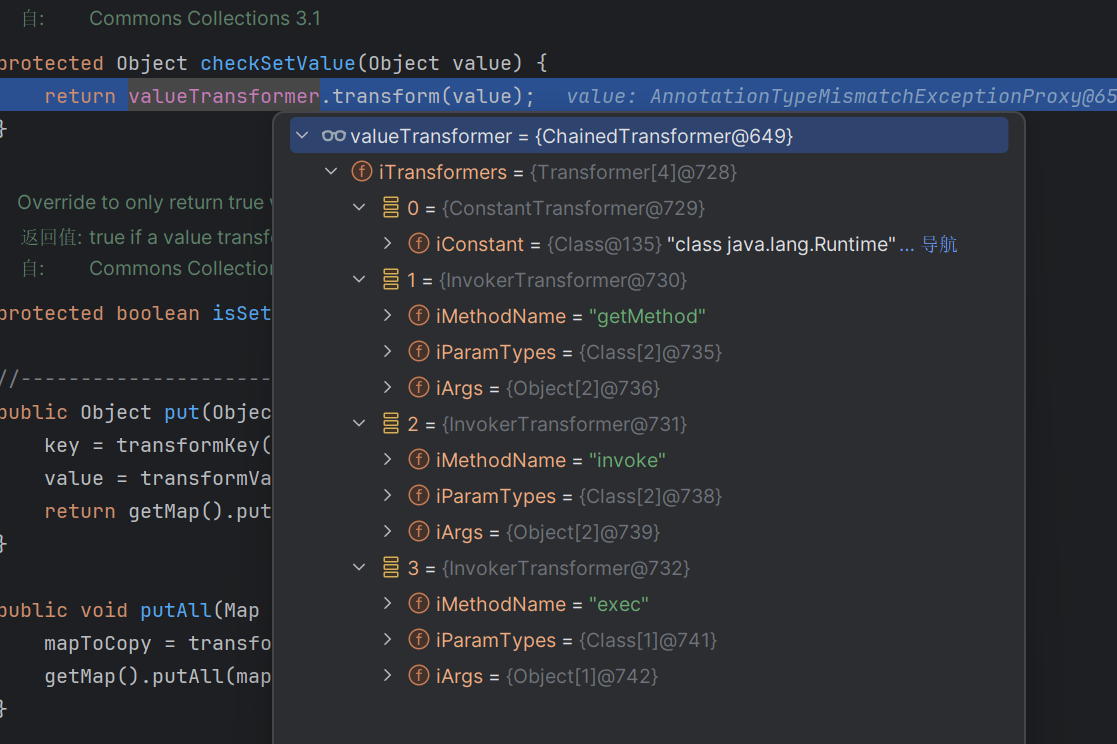 自: Commons Collections 3.1
protected Object checkSetValue(Object value) {
return valueTransformer.transform(value); value: AnnotationTypeMismatchExceptionProxy@65
}
valueTransformer = {ChainedTransformer@649}
iTransformers = {Transformer[4]@728}
0 = {ConstantTransformer@729}
iConstant = {Class@135} "class java.lang.Runtime" ... 导航
1 = {InvokerTransformer@730}
iMethodName = "getMethod"
iParamTypes = {Class[2]@735}
iArgs = {Object[2]@736}
2 = {InvokerTransformer@731}
iMethodName = "invoke"
iParamTypes = {Class[2]@738}
iArgs = {Object[2]@739}
3 = {InvokerTransformer@732}
iMethodName = "exec"
iParamTypes = {Class[1]@741}
iArgs = {Object[1]@742}
Override to only return true
返回值: true if a value transf
自: Commons Collection
protected boolean isSet
//---------------------
public Object put(Objec
key = transformKey(
value = transformVa
return getMap().put
}
public void putAll(Map
mapToCopy = transfo
getMap().putAll(map
}